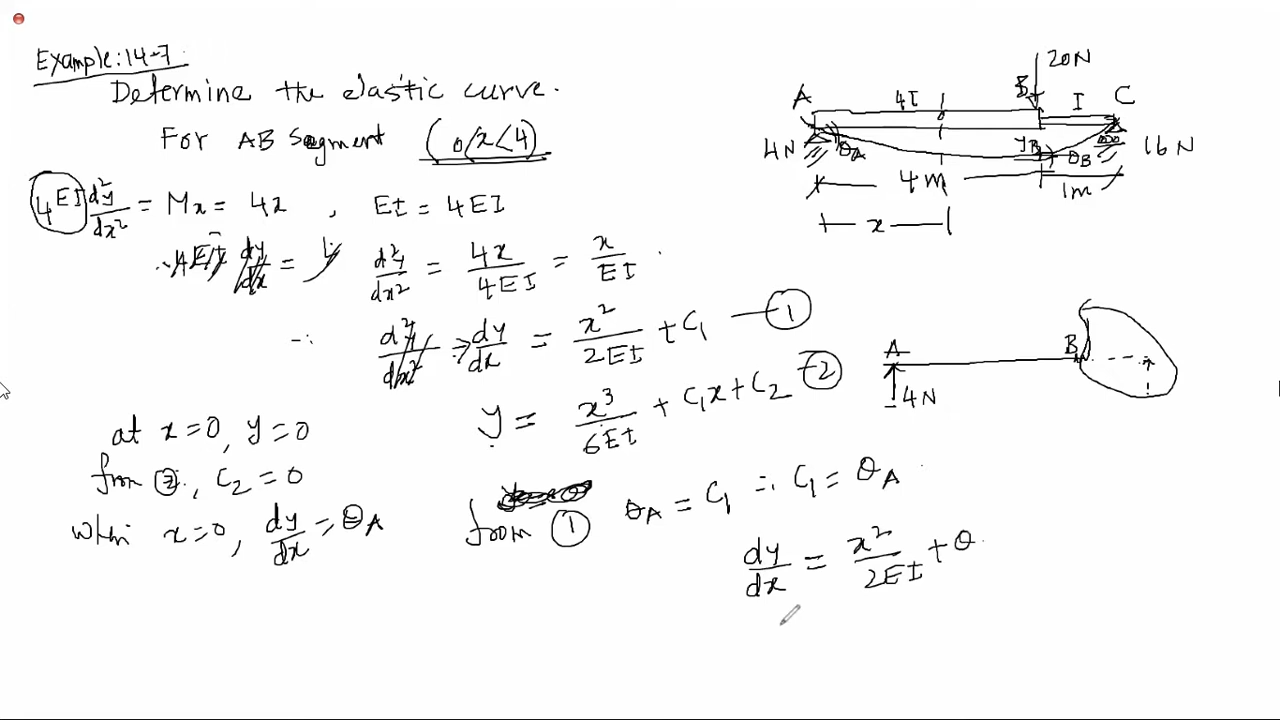 Example: 14-7
Determine the elastic curve.
For AB Segment (0/x<4)
4EI d²y/dx² = Mx = 4x , EI = 4EI
d²y/dx² = 4x/4EI = x/EI .
∴ dy/dx = x²/2EI + C₁ — ①
y = x³/6EI + C₁x + C₂ — ②
at x=0, y=0
from ②, C₂ = 0
when x=0, dy/dx = θA
from ① θA = C₁ ∴ C₁ = θA
dy/dx = x²/2EI + θ
20N
A 4I B I C
4N θA yB θB 16N
4m 1m
x
A B
4N